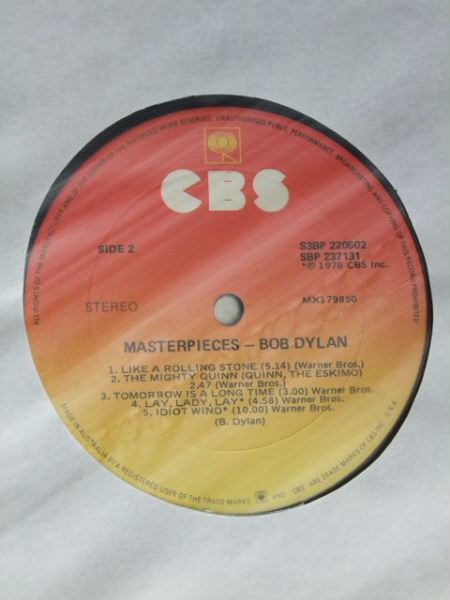 ALL RIGHTS OF THE MANUFACTURER AND OF THE OWNER OF THE RECORDED WORK RESERVED. UNAUTHORISED PUBLIC PERFORMANCE, BROADCASTING AND COPYING OF THIS RECORD PROHIBITED
CBS
SIDE 2
S3BP 220502
SBP 237131
* ℗ 1976 CBS Inc.
STEREO
MX179850
MASTERPIECES — BOB DYLAN
1. LIKE A ROLLING STONE (5.14) (Warner Bros.)
2. THE MIGHTY QUINN (QUINN, THE ESKIMO)
2.47 (Warner Bros.)
3. TOMORROW IS A LONG TIME (3.00) Warner Bros.
4. LAY, LADY, LAY* (4.58) Warner Bros.
5. IDIOT WIND* (10.00) Warner Bros.
(B. Dylan)
MADE IN AUSTRALIA BY A REGISTERED USER OF THE TRADE MARKS AND 'CBS' ARE TRADE MARKS OF CBS INC. U.S.A.